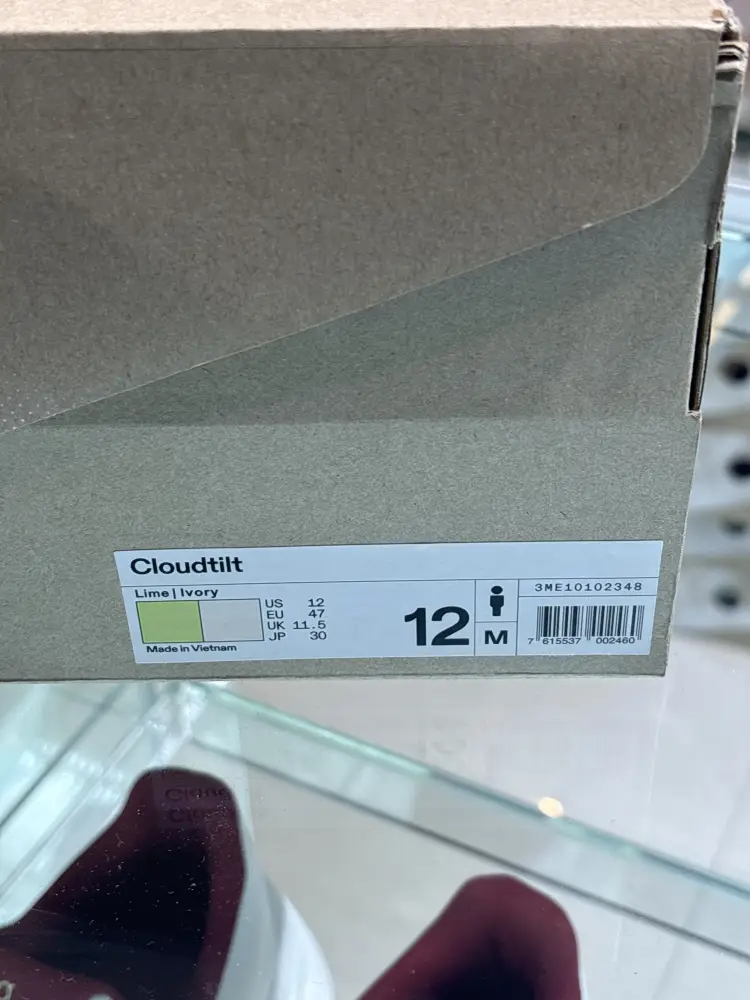 Cloudtilt
Lime | Ivory
US 12
EU 47
UK 11.5
JP 30
Made in Vietnam
12
M
3ME10102348
7 615537 002460